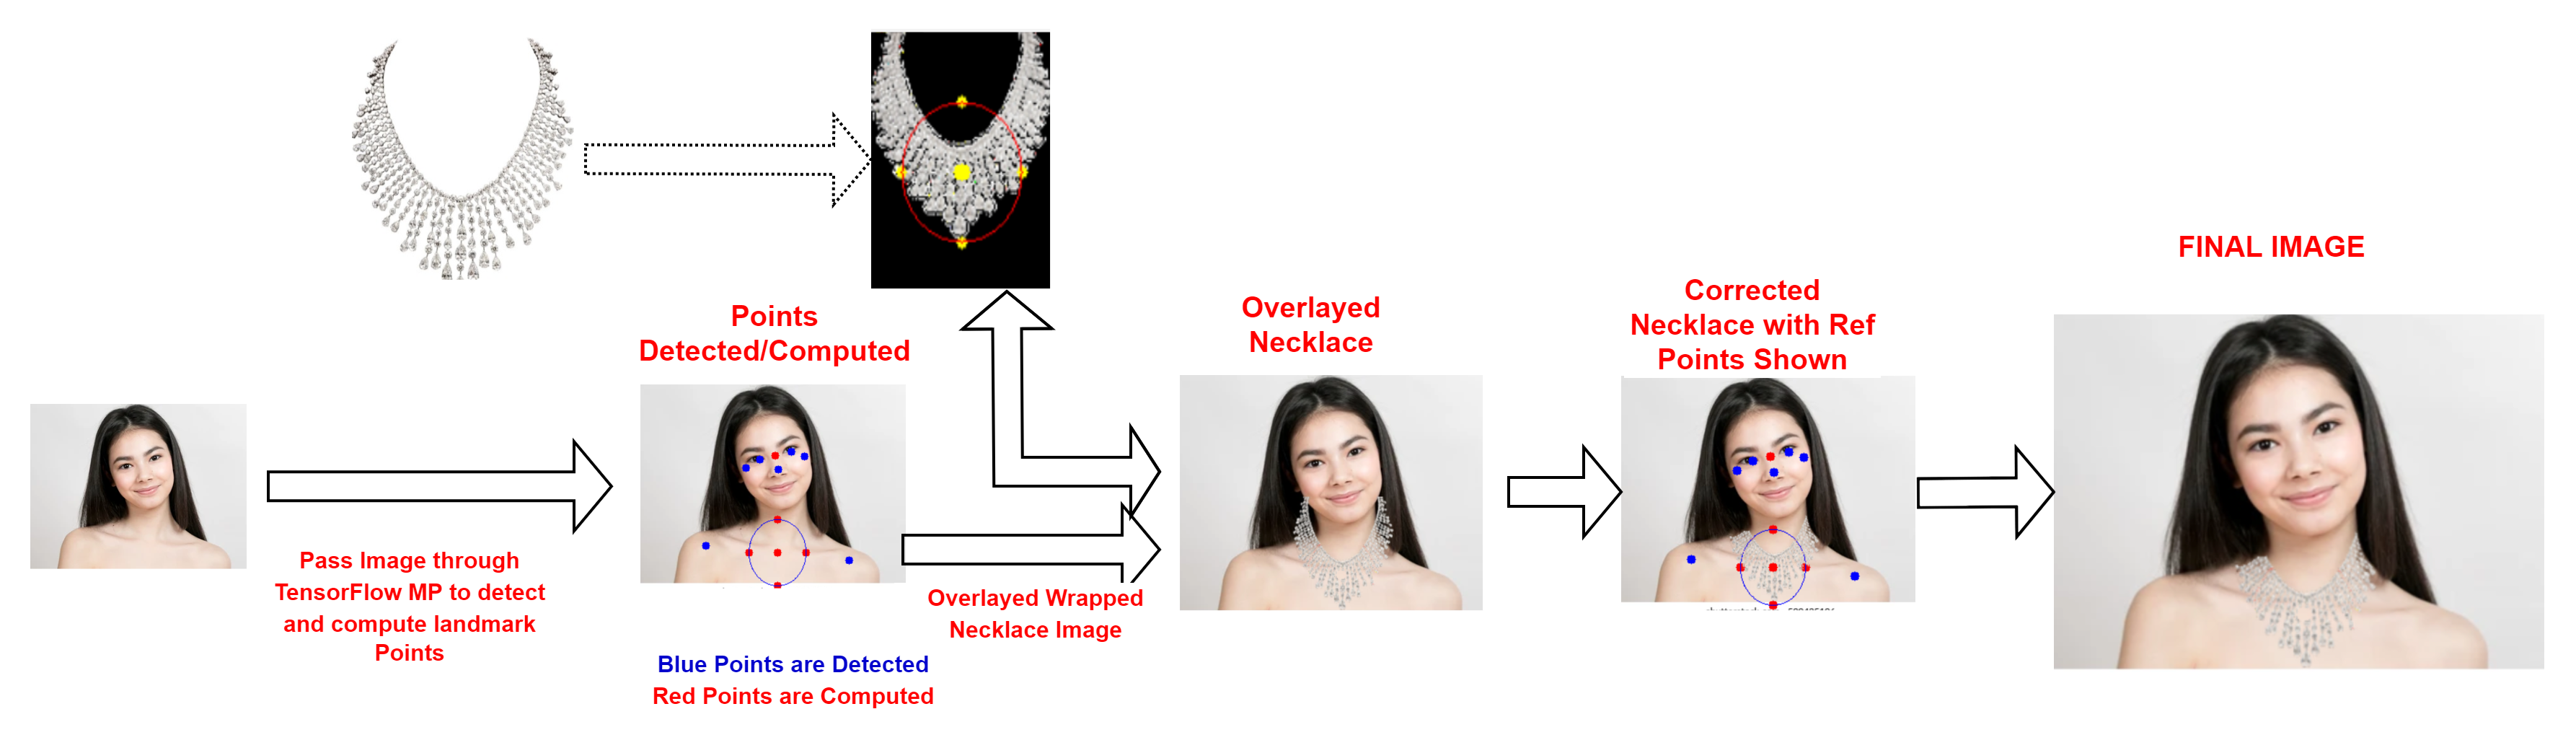 FINAL IMAGE
Points
Detected/Computed
Overlayed
Necklace
Corrected
Necklace with Ref
Points Shown
Pass Image through
TensorFlow MP to detect
and compute landmark
Points
Overlayed Wrapped
Necklace Image
Blue Points are Detected
Red Points are Computed